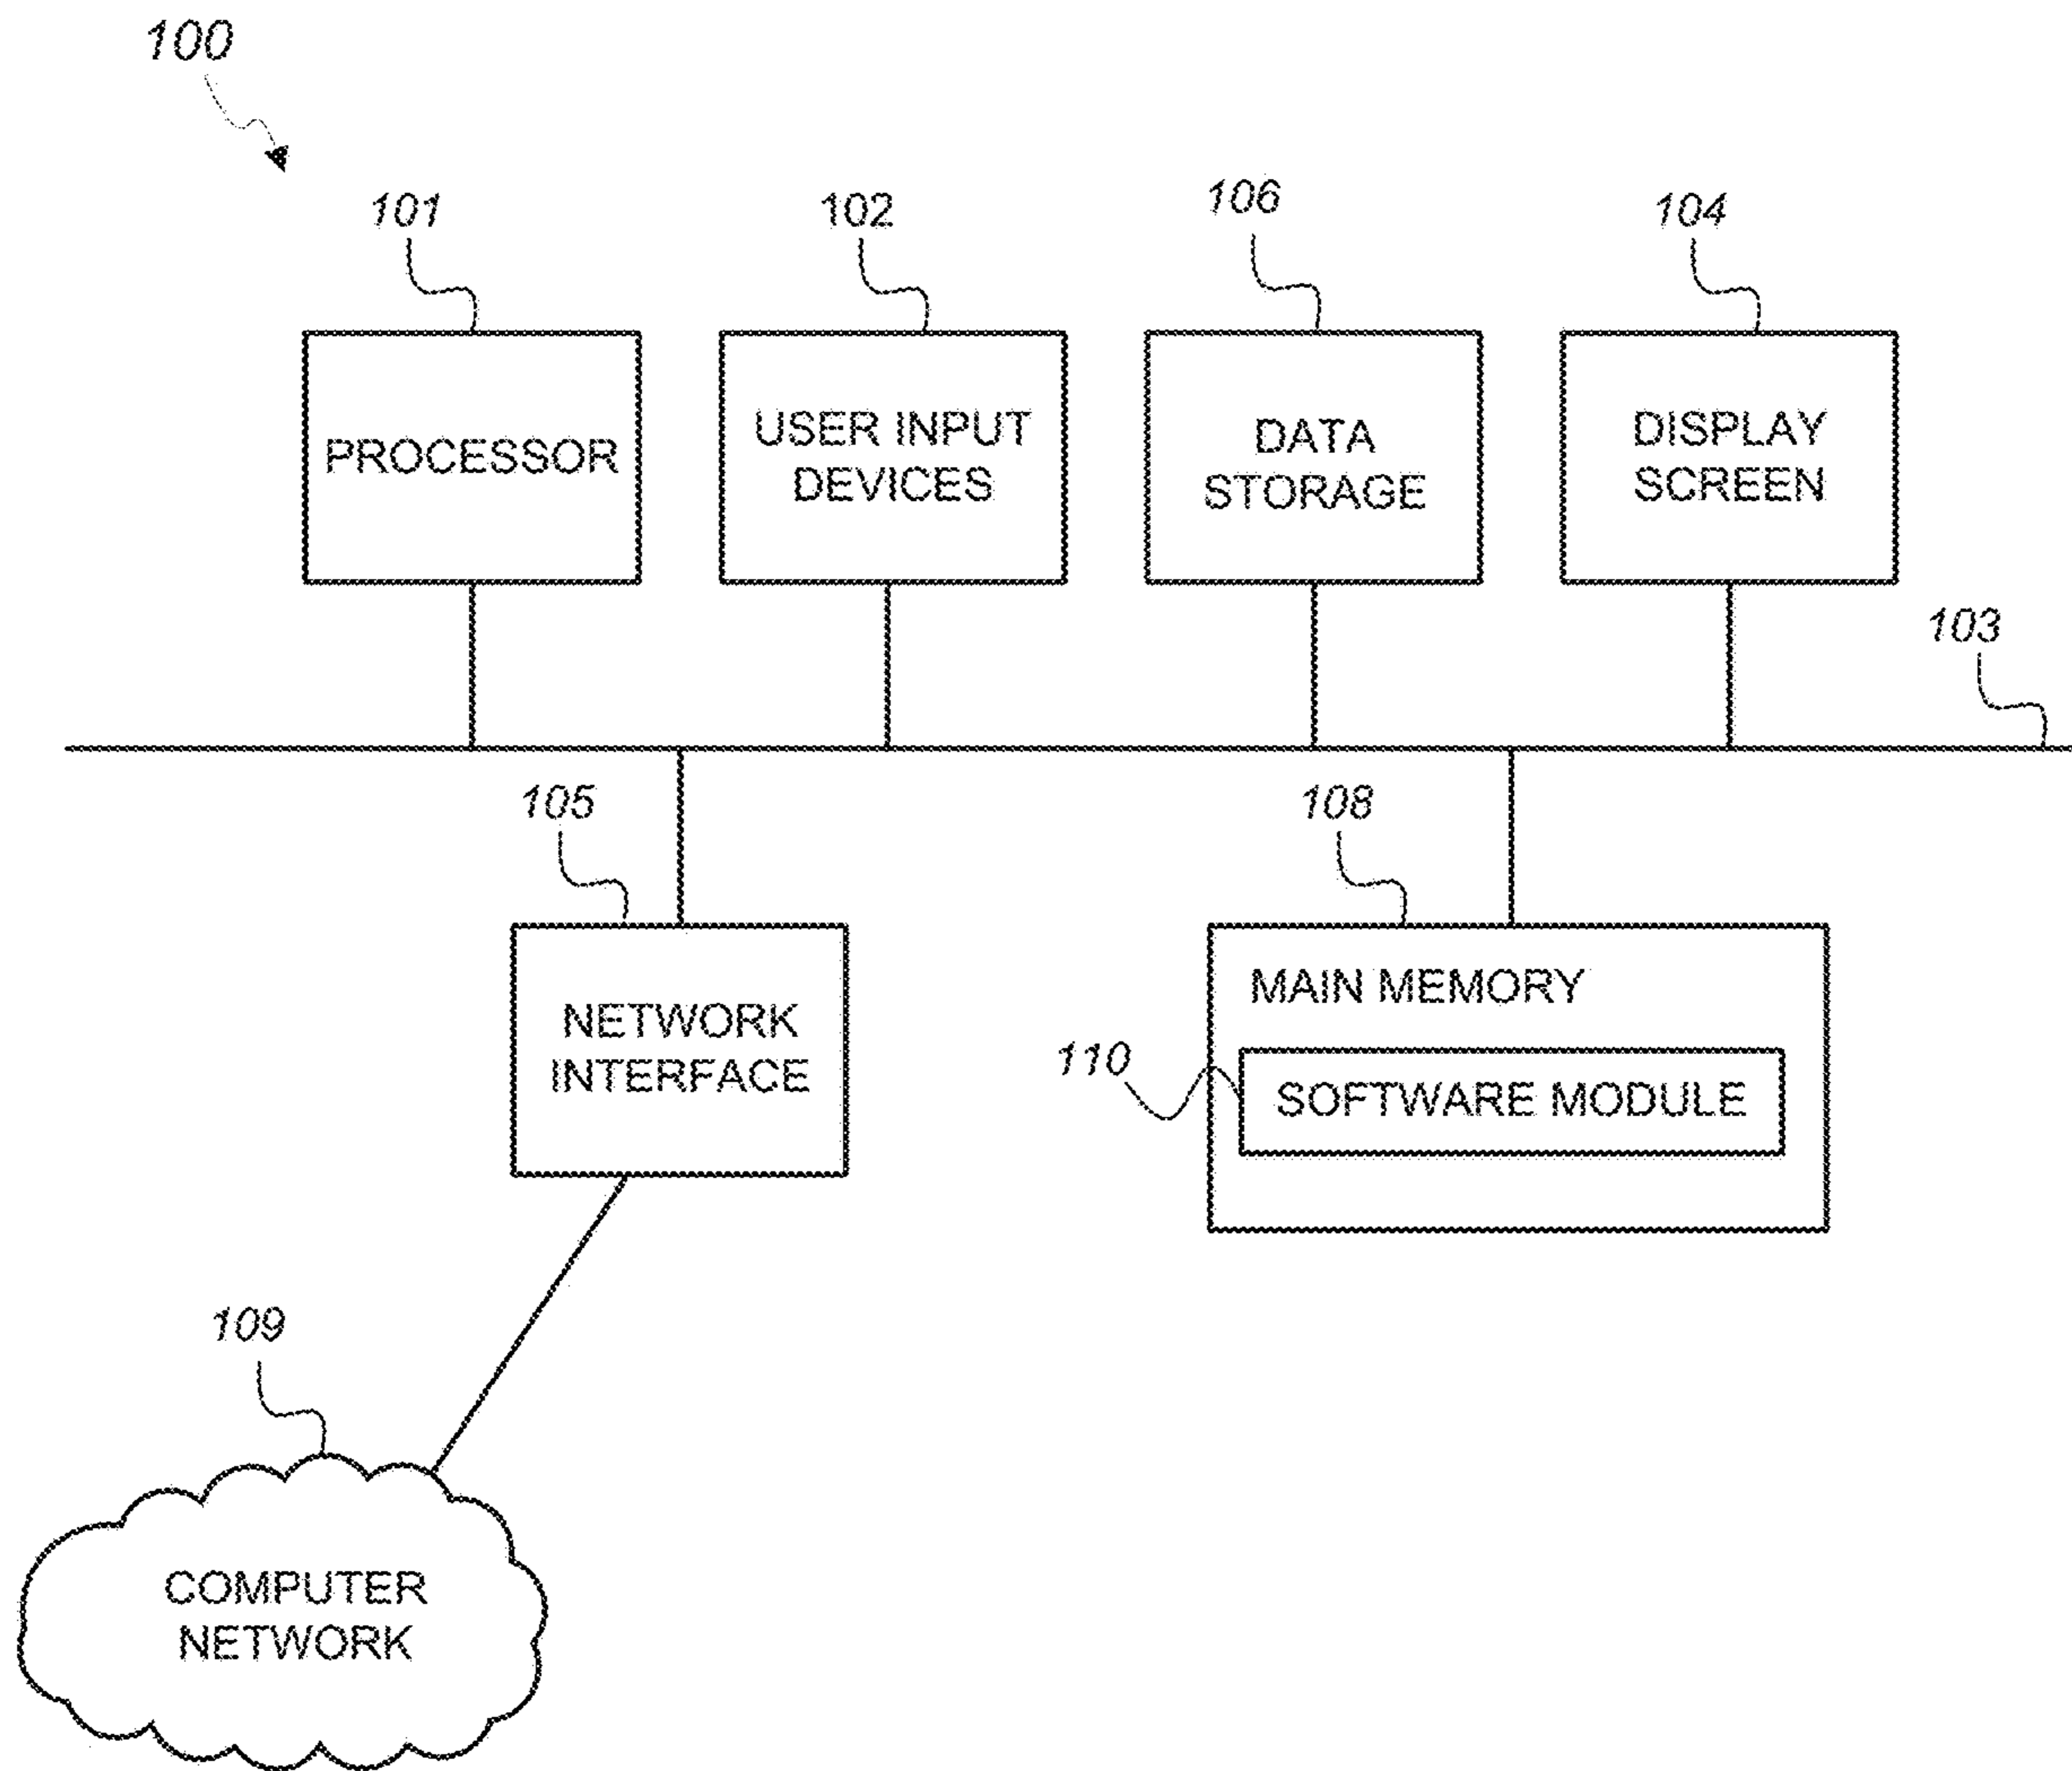 100
101
102
106
104
PROCESSOR
USER INPUT
DEVICES
DATA
STORAGE
DISPLAY
SCREEN
103
105
108
NETWORK
INTERFACE
MAIN MEMORY
110
SOFTWARE MODULE
109
COMPUTER
NETWORK